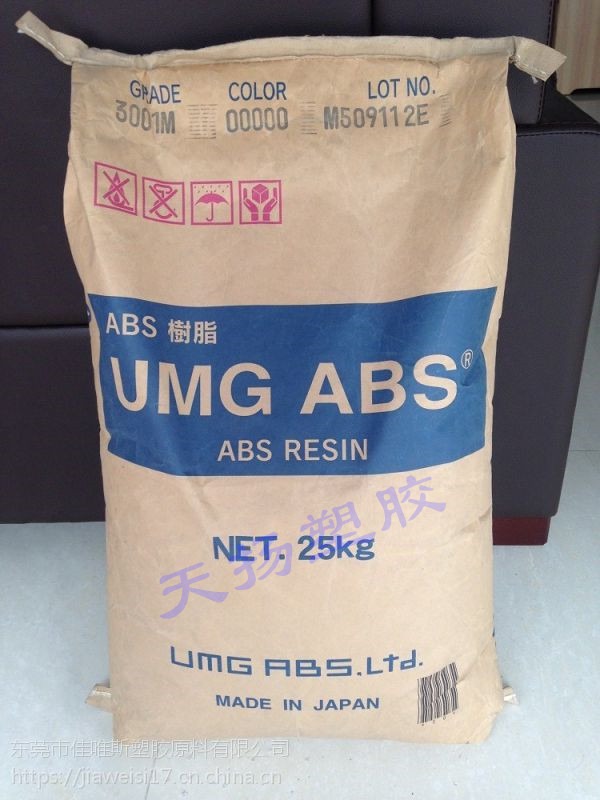 GRADE COLOR LOT NO.
3001M 00000 M509112E
ABS 樹脂
UMG ABS®
ABS RESIN
天扬塑胶
NET. 25kg
UMG ABS,Ltd.
MADE IN JAPAN
东莞市佳唯斯塑胶原料有限公司
https://jiaweisi17.cn.china.cn